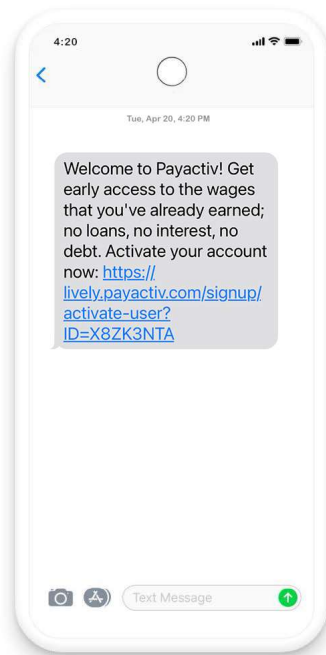 4:20
Tue, Apr 20, 4:20 PM
Welcome to Payactiv! Get
early access to the wages
that you've already earned;
no loans, no interest, no
debt. Activate your account
now: https://
lively.payactiv.com/signup/
activate-user?
ID=X8ZK3NTA
Text Message